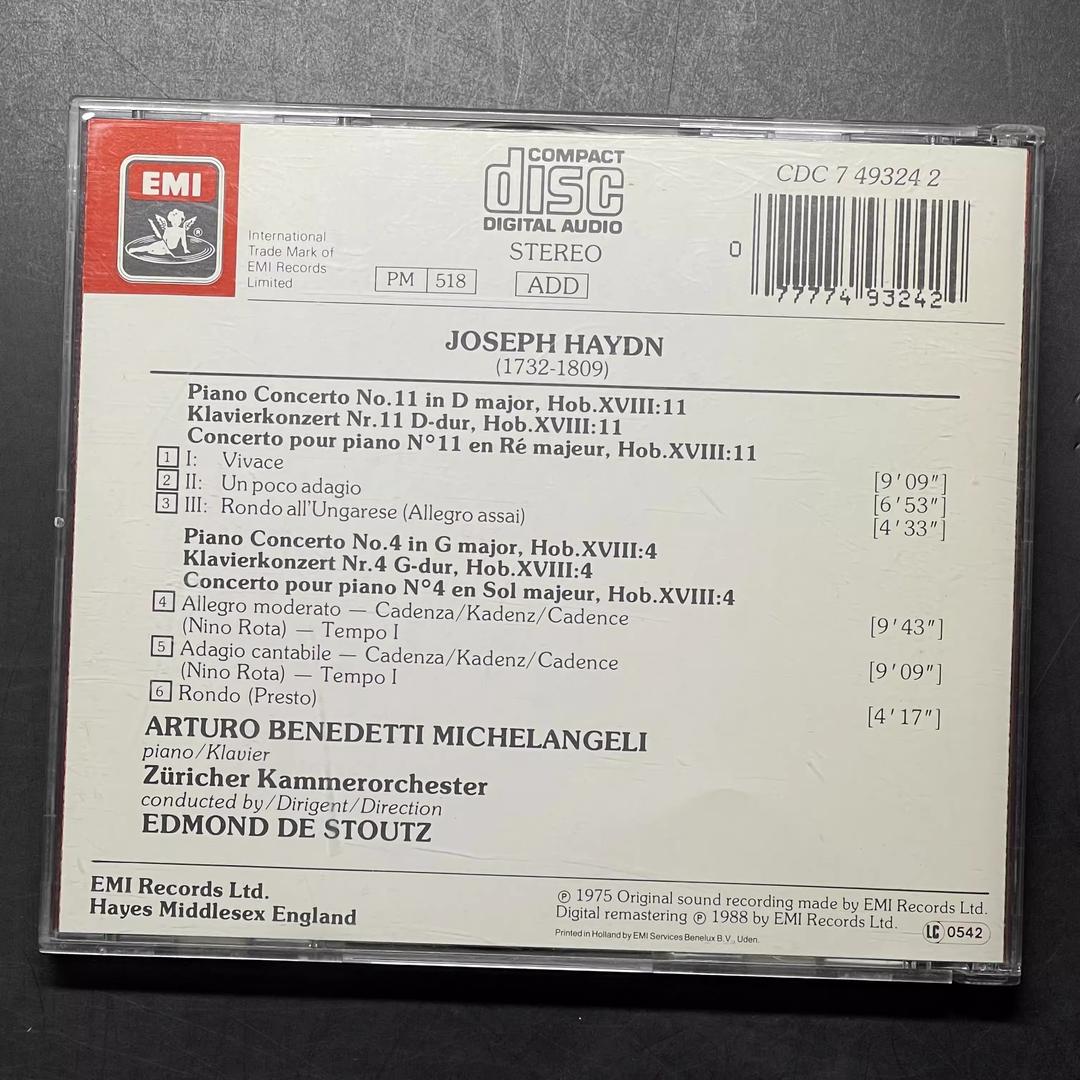 EMI
®
International
Trade Mark of
EMI Records
Limited
COMPACT
disc
DIGITAL AUDIO
STEREO
PM 518
ADD
CDC 7 49324 2
0 77774 93242
JOSEPH HAYDN
(1732-1809)
Piano Concerto No.11 in D major, Hob.XVIII:11
Klavierkonzert Nr.11 D-dur, Hob.XVIII:11
Concerto pour piano N°11 en Ré majeur, Hob.XVIII:11
1 I: Vivace [9'09"]
2 II: Un poco adagio [6'53"]
3 III: Rondo all'Ungarese (Allegro assai) [4'33"]
Piano Concerto No.4 in G major, Hob.XVIII:4
Klavierkonzert Nr.4 G-dur, Hob.XVIII:4
Concerto pour piano N°4 en Sol majeur, Hob.XVIII:4
4 Allegro moderato — Cadenza/Kadenz/Cadence
(Nino Rota) — Tempo I [9'43"]
5 Adagio cantabile — Cadenza/Kadenz/Cadence
(Nino Rota) — Tempo I [9'09"]
6 Rondo (Presto) [4'17"]
ARTURO BENEDETTI MICHELANGELI
piano/Klavier
Züricher Kammerorchester
conducted by/Dirigent/Direction
EDMOND DE STOUTZ
EMI Records Ltd.
Hayes Middlesex England
℗ 1975 Original sound recording made by EMI Records Ltd.
Digital remastering ℗ 1988 by EMI Records Ltd.
Printed in Holland by EMI Services Benelux B.V., Uden.
LC 0542